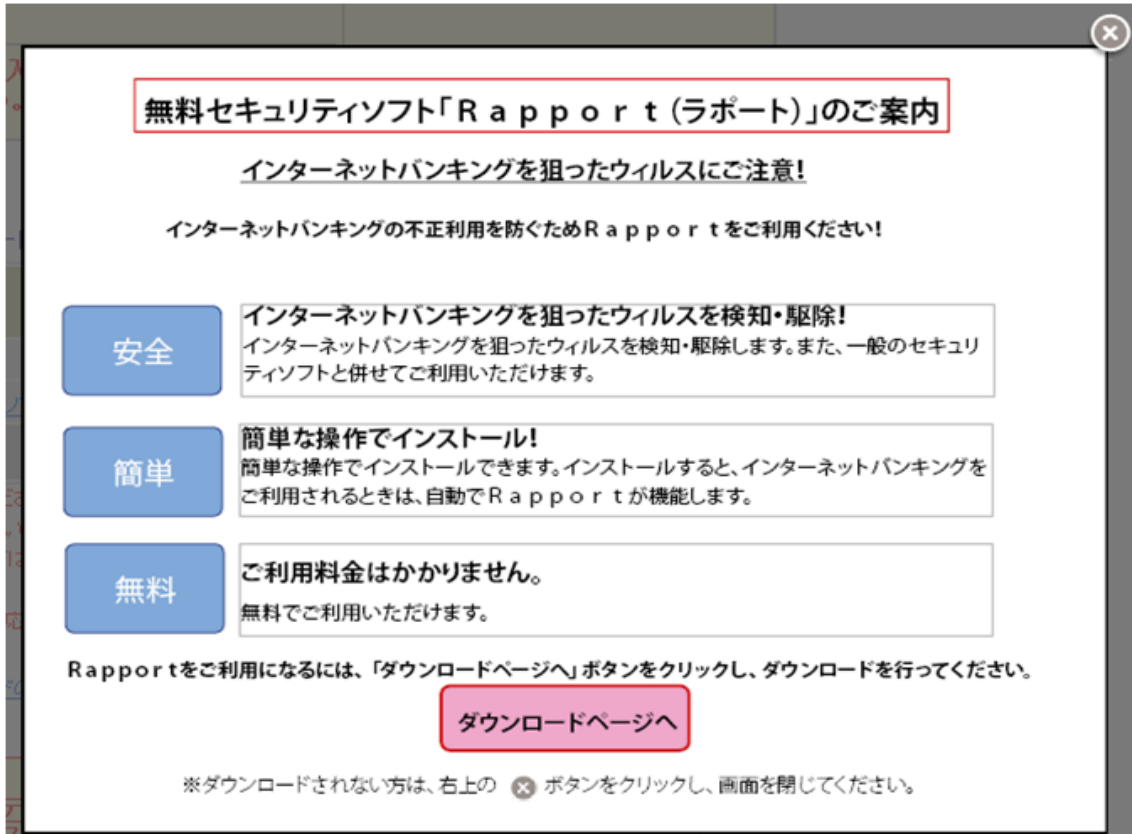 無料セキュリティソフト「Ｒａｐｐｏｒｔ（ラポート）」のご案内
インターネットバンキングを狙ったウィルスにご注意！
インターネットバンキングの不正利用を防ぐためＲａｐｐｏｒｔをご利用ください！
安全
インターネットバンキングを狙ったウィルスを検知・駆除！
インターネットバンキングを狙ったウィルスを検知・駆除します。また、一般のセキュリ
ティソフトと併せてご利用いただけます。
簡単
簡単な操作でインストール！
簡単な操作でインストールできます。インストールすると、インターネットバンキングを
ご利用されるときは、自動でＲａｐｐｏｒｔが機能します。
無料
ご利用料金はかかりません。
無料でご利用いただけます。
Ｒａｐｐｏｒｔをご利用になるには、「ダウンロードページへ」ボタンをクリックし、ダウンロードを行ってください。
ダウンロードページへ
※ダウンロードされない方は、右上の ボタンをクリックし、画面を閉じてください。